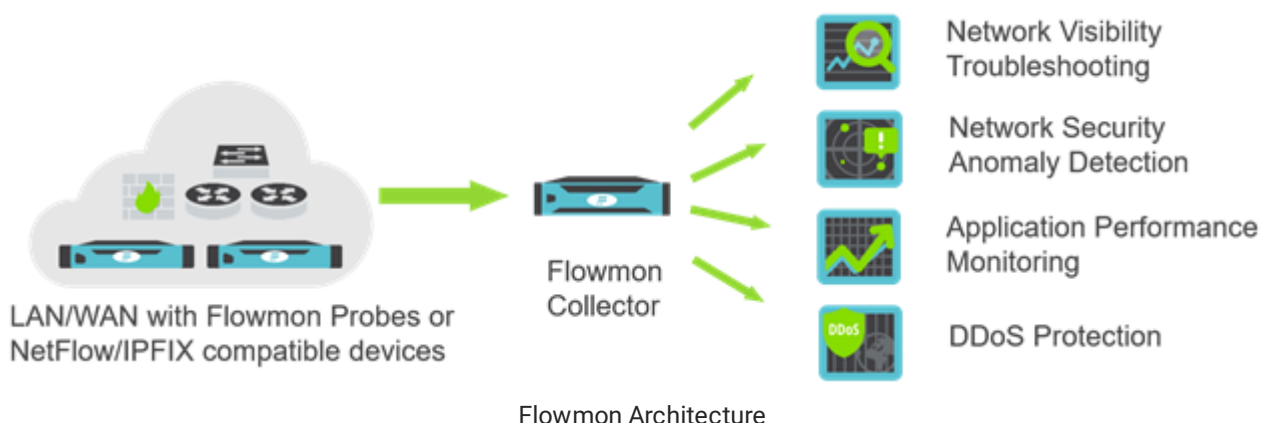 Network Visibility
Troubleshooting
Network Security
Anomaly Detection
Application Performance
Monitoring
DDoS
DDoS Protection
Flowmon
Collector
LAN/WAN with Flowmon Probes or
NetFlow/IPFIX compatible devices
Flowmon Architecture